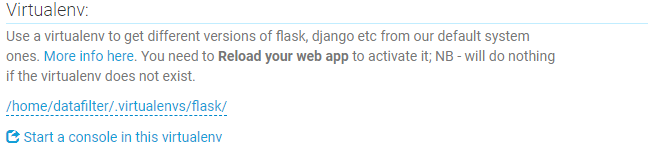 Virtualenv:
Use a virtualenv to get different versions of flask, django etc from our default system
ones. More info here. You need to Reload your web app to activate it; NB - will do nothing
if the virtualenv does not exist.
/home/datafilter/.virtualenvs/flask/
Start a console in this virtualenv